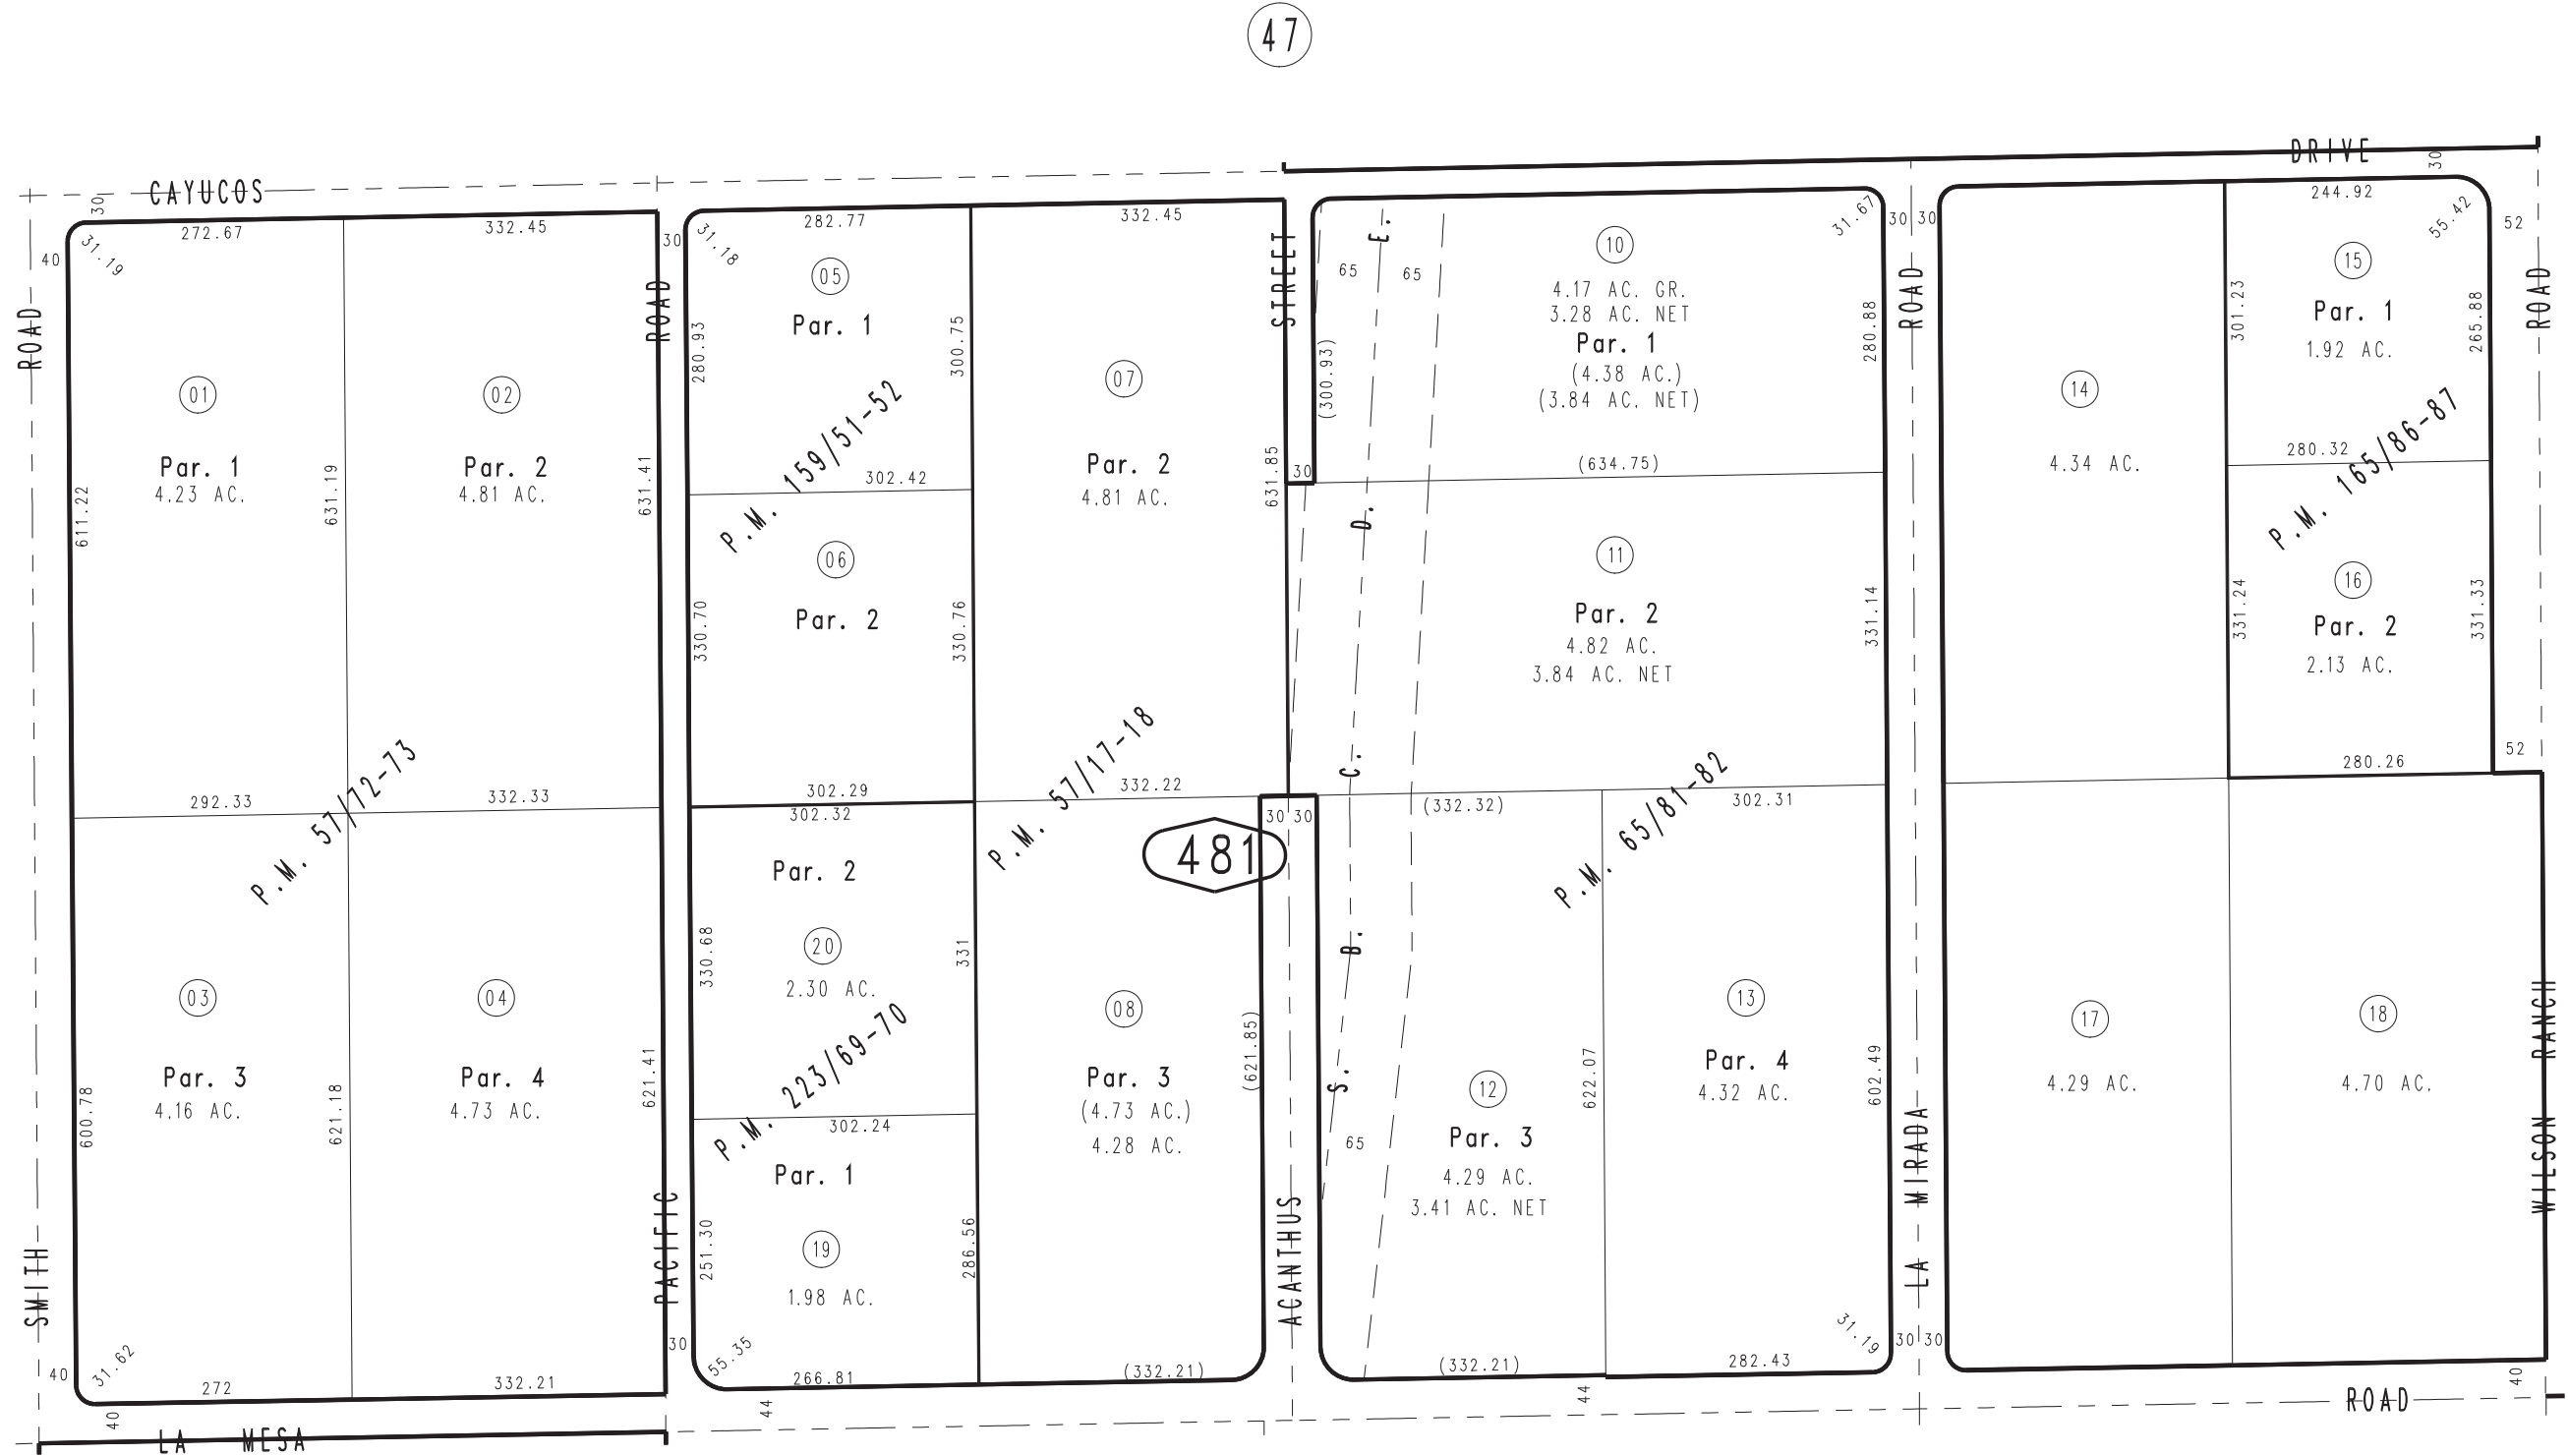 47
CAYUCOS
DRIVE
30
30
272.67
332.45
282.77
332.45
244.92
31.19
31.18
31.67
55.42
40
30
30 30
52
ROAD
ROAD
STREET
ROAD
ROAD
01
Par. 1
4.23 AC.
611.22
631.19
02
Par. 2
4.81 AC.
631.41
05
Par. 1
280.93
300.75
302.42
P.M. 159/51-52
06
Par. 2
330.70
330.76
302.29
07
Par. 2
4.81 AC.
631.85
332.22
30
(300.93)
65
65
S. B. C. D. E.
10
4.17 AC. GR.
3.28 AC. NET
Par. 1
(4.38 AC.)
(3.84 AC. NET)
280.88
(634.75)
11
Par. 2
4.82 AC.
3.84 AC. NET
331.14
14
4.34 AC.
301.23
15
Par. 1
1.92 AC.
265.88
280.32
P.M. 165/86-87
331.24
16
Par. 2
2.13 AC.
331.33
280.26
52
292.33
332.33
P.M. 57/72-73
302.32
P.M. 57/17-18
481
30 30
(332.32)
302.31
P.M. 65/81-82
03
Par. 3
4.16 AC.
600.78
621.18
04
Par. 4
4.73 AC.
621.41
Par. 2
20
2.30 AC.
330.68
331
P.M. 223/69-70
302.24
Par. 1
19
1.98 AC.
251.30
286.56
08
Par. 3
(4.73 AC.)
4.28 AC.
(621.85)
65
12
Par. 3
4.29 AC.
3.41 AC. NET
622.07
13
Par. 4
4.32 AC.
602.49
17
4.29 AC.
18
4.70 AC.
SMITH
PACIFIC
ACANTHUS
LA MIRADA
WILSON RANCH
40
31.62
30
55.35
31.19
30 30
272
332.21
266.81
(332.21)
(332.21)
282.43
40
44
44
40
LA MESA
ROAD